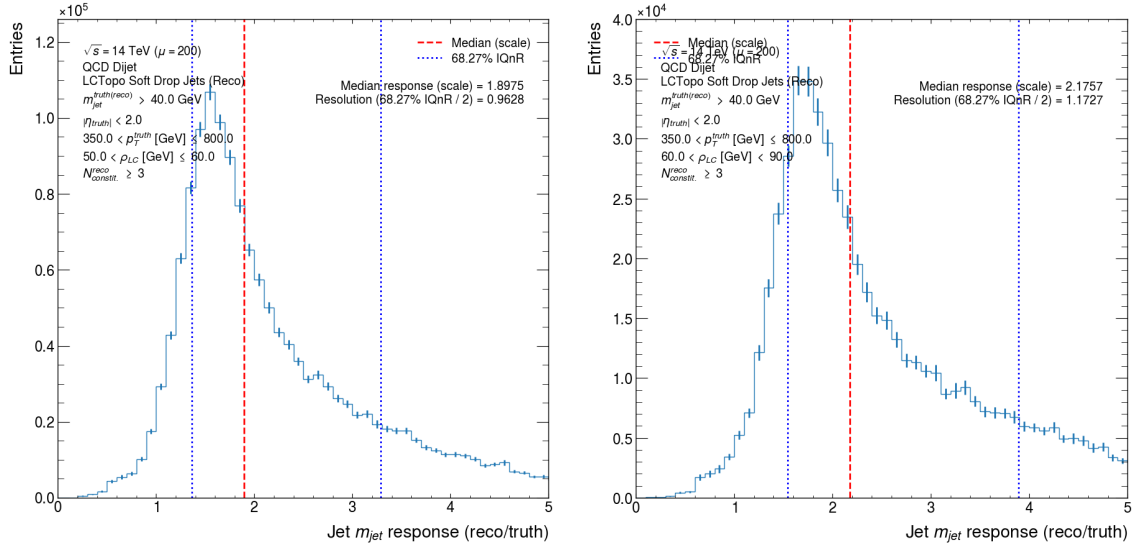 ×10⁵
Entries
√s = 14 TeV (μ = 200)
QCD Dijet
LCTopo Soft Drop Jets (Reco)
m_jet^truth(reco) > 40.0 GeV
|η_truth| < 2.0
350.0 < p_T^truth [GeV] ≤ 800.0
50.0 < ρ_LC [GeV] ≤ 60.0
N_constit.^reco ≥ 3
Median (scale)
68.27% IQnR
Median response (scale) = 1.8975
Resolution (68.27% IQnR / 2) = 0.9628
1.2
1.0
0.8
0.6
0.4
0.2
0.0
0
1
2
3
4
5
Jet m_jet response (reco/truth)
×10⁴
Entries
Median (scale)
√s = 14 TeV (μ = 200)
68.27% IQnR
QCD Dijet
LCTopo Soft Drop Jets (Reco)
m_jet^truth(reco) > 40.0 GeV
|η_truth| < 2.0
350.0 < p_T^truth [GeV] ≤ 800.0
60.0 < ρ_LC [GeV] < 90.0
N_constit.^reco ≥ 3
Median response (scale) = 2.1757
Resolution (68.27% IQnR / 2) = 1.1727
4.0
3.5
3.0
2.5
2.0
1.5
1.0
0.5
0.0
0
1
2
3
4
5
Jet m_jet response (reco/truth)